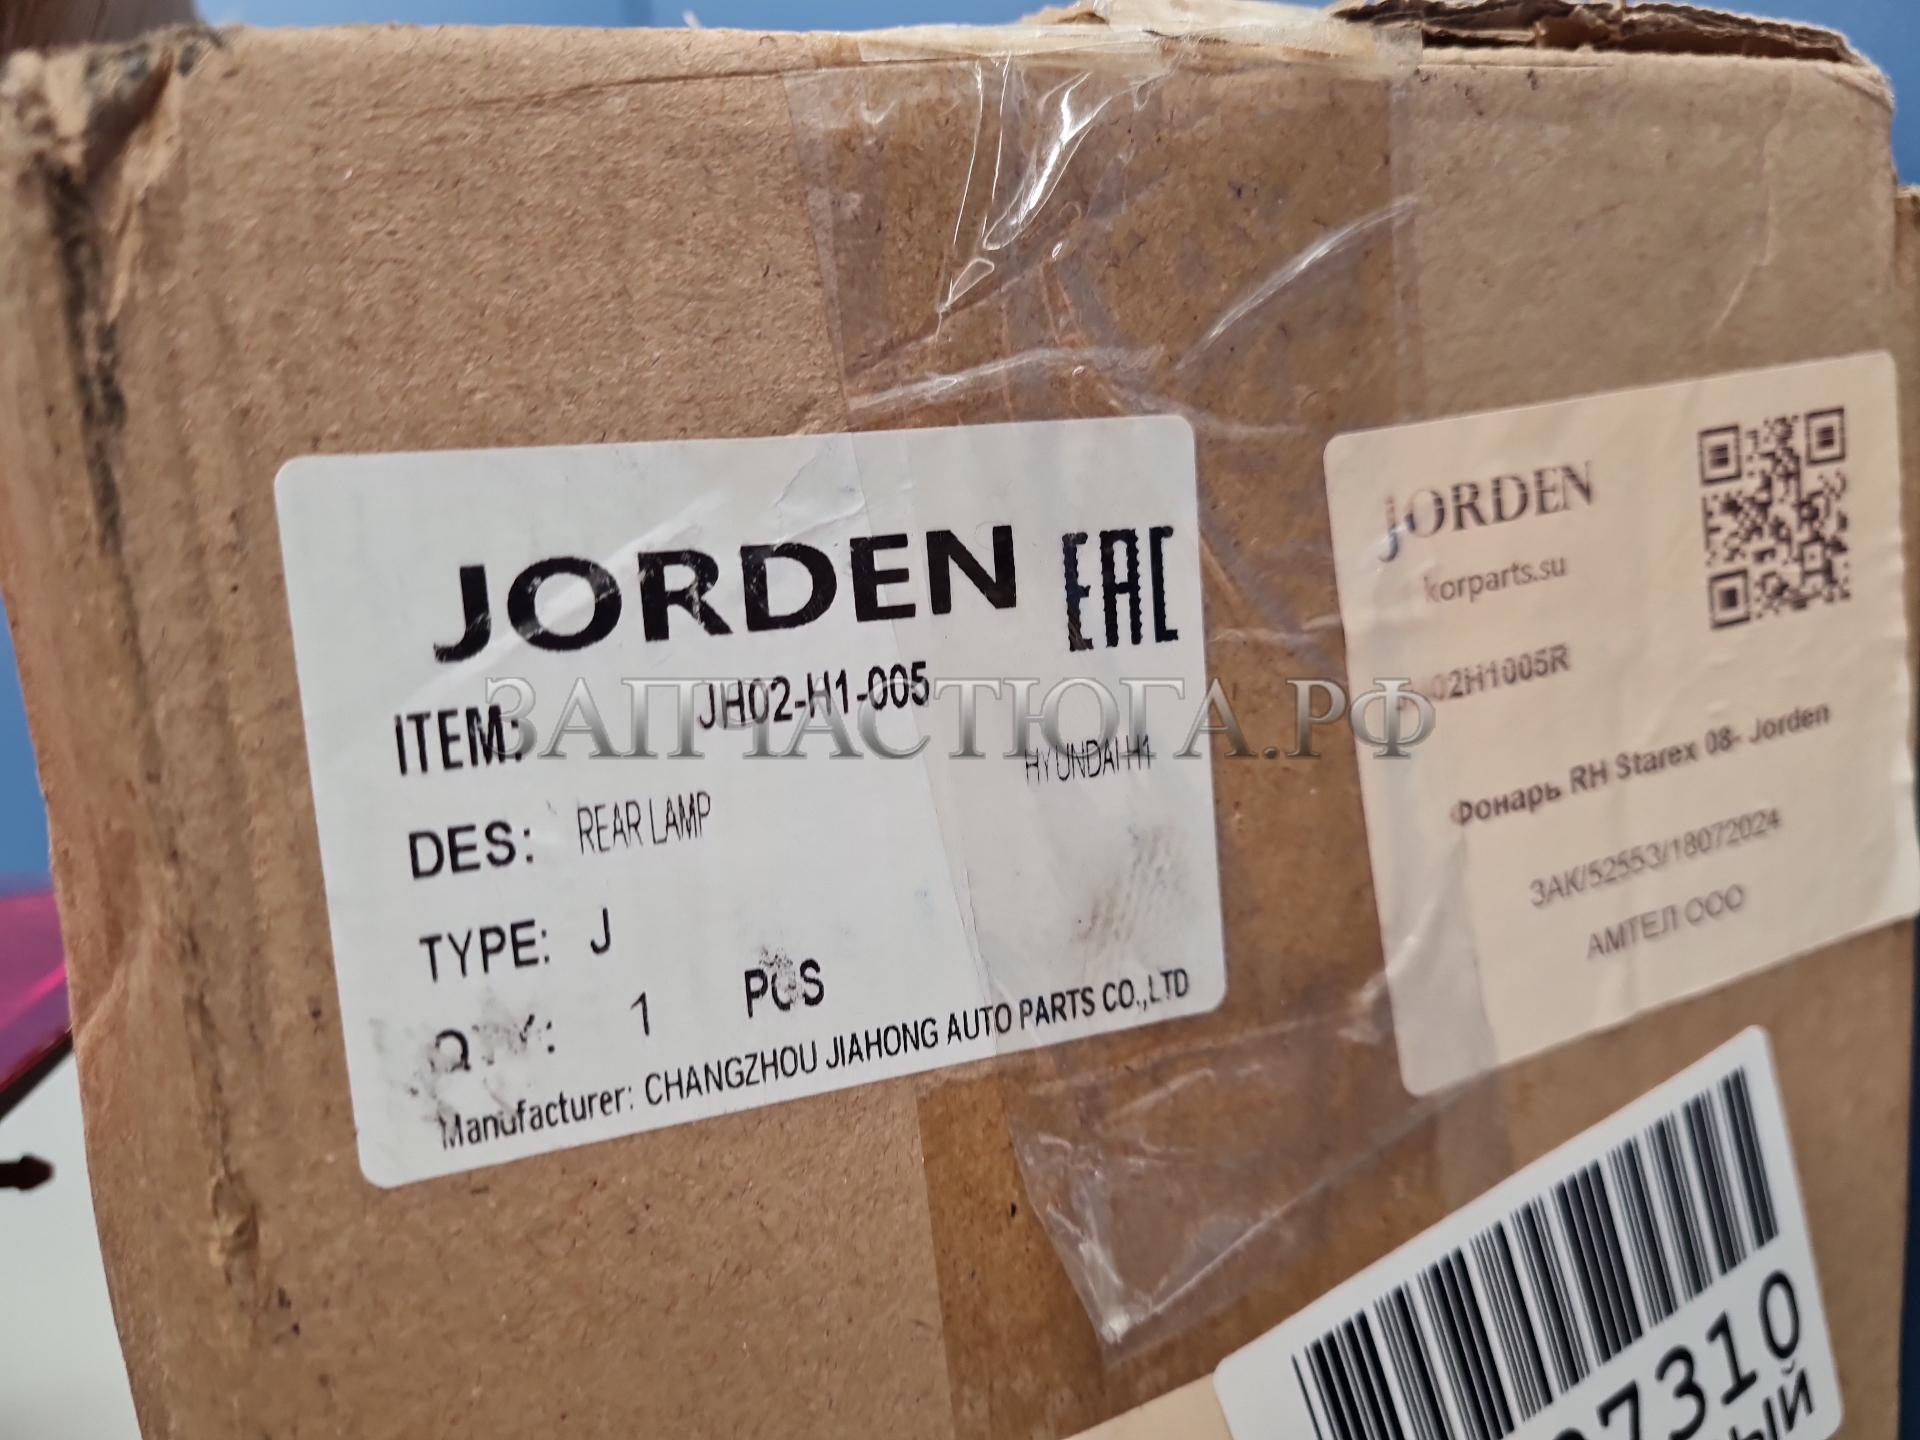 JORDEN
EAC
ITEM: JH02-H1-005
HYUNDAI H1
DES: REAR LAMP
TYPE: J
QTY: 1 PCS
Manufacturer: CHANGZHOU JIAHONG AUTO PARTS CO.,LTD
ЗАПЧАСТЮГА.РФ
JORDEN
korparts.su
02H1005R
Фонарь RH Starex 08- Jorden
ЗАК/52553/18072024
АМТЕЛ ООО
7310